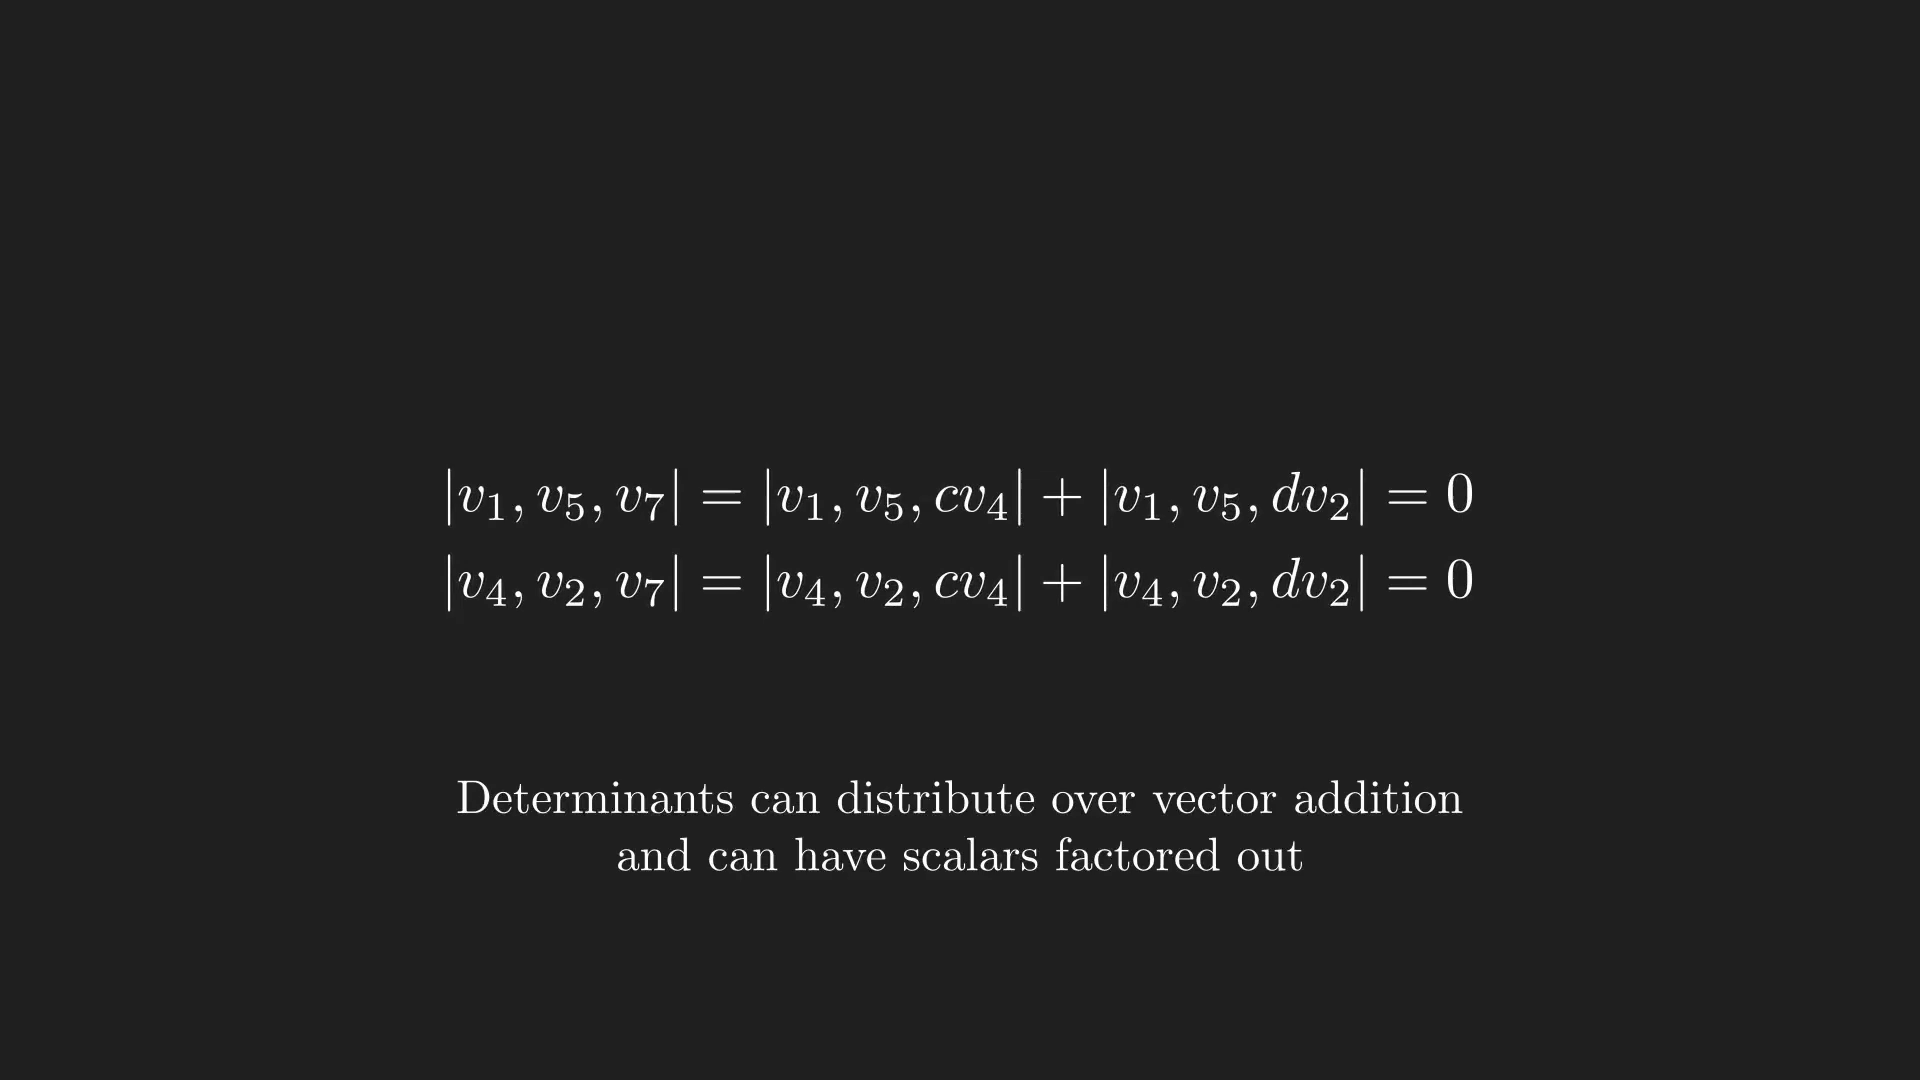 |v₁, v₅, v₇| = |v₁, v₅, cv₄| + |v₁, v₅, dv₂| = 0
|v₄, v₂, v₇| = |v₄, v₂, cv₄| + |v₄, v₂, dv₂| = 0
Determinants can distribute over vector addition
and can have scalars factored out